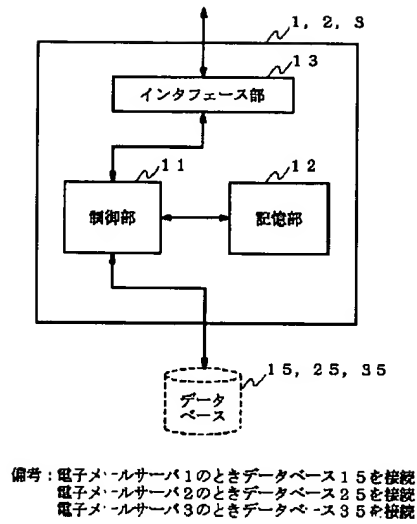 1, 2, 3
13
インタフェース部
11
12
制御部
記憶部
15, 25, 35
データ
ベース
備考:電子メールサーバ1のときデータベース15を接続
電子メールサーバ2のときデータベース25を接続
電子メールサーバ3のときデータベース35を接続